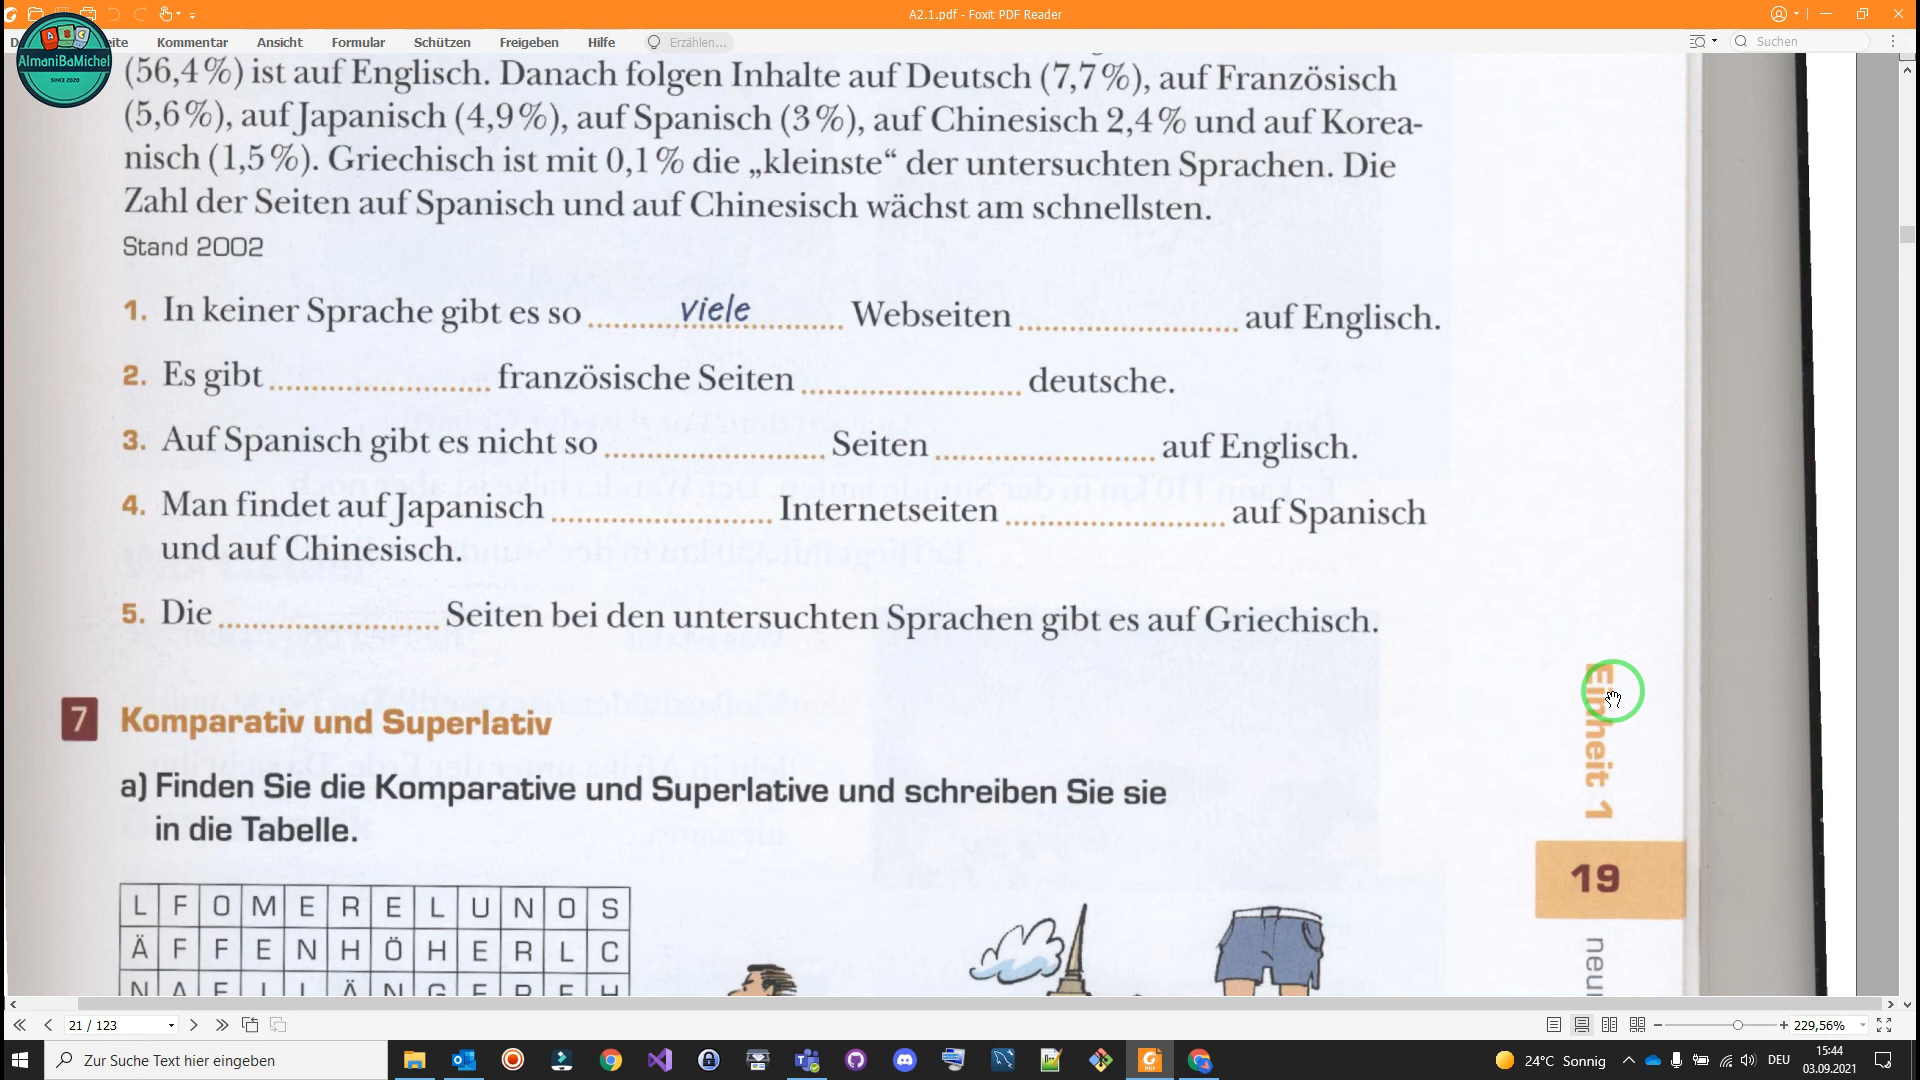 A2.1.pdf - Foxit PDF Reader
Kommentar Ansicht Formular Schützen Freigeben Hilfe Erzählen... Suchen
ABC
AlmaniBaMichel
SINCE 2020
(56,4%) ist auf Englisch. Danach folgen Inhalte auf Deutsch (7,7%), auf Französisch
(5,6%), auf Japanisch (4,9%), auf Spanisch (3%), auf Chinesisch 2,4% und auf Korea-
nisch (1,5%). Griechisch ist mit 0,1% die „kleinste“ der untersuchten Sprachen. Die
Zahl der Seiten auf Spanisch und auf Chinesisch wächst am schnellsten.
Stand 2002
1. In keiner Sprache gibt es so viele Webseiten auf Englisch.
2. Es gibt französische Seiten deutsche.
3. Auf Spanisch gibt es nicht so Seiten auf Englisch.
4. Man findet auf Japanisch Internetseiten auf Spanisch
und auf Chinesisch.
5. Die Seiten bei den untersuchten Sprachen gibt es auf Griechisch.
Einheit 1
7 Komparativ und Superlativ
a) Finden Sie die Komparative und Superlative und schreiben Sie sie
in die Tabelle.
19
L F O M E R E L U N O S
Ä F F E N H Ö H E R L C
21 / 123
229,56%
Zur Suche Text hier eingeben
24°C Sonnig
DEU
15:44
03.09.2021